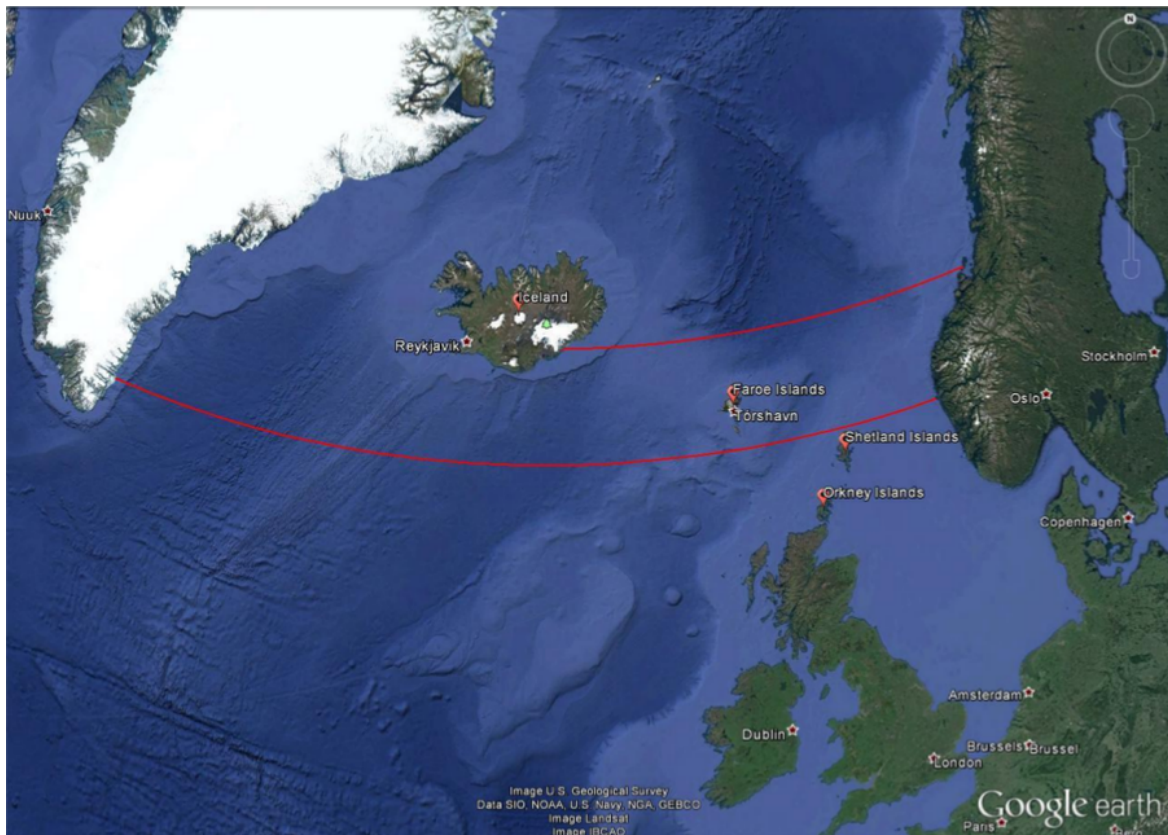 N
Nuuk
Iceland
Reykjavik
Stockholm
Faroe Islands
Oslo
Tórshavn
Shetland Islands
Orkney Islands
Copenhagen
Amsterdam
Dublin
Brussels Brussel
London
Image U.S. Geological Survey
Data SIO, NOAA, U.S. Navy, NGA, GEBCO
Image Landsat
Image IBCAO
Google earth
Paris